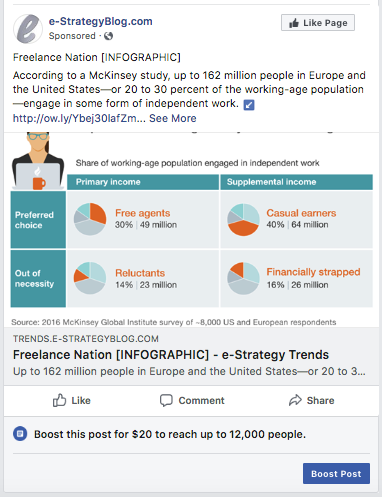 e-StrategyBlog.com
Like Page
Sponsored ·
Freelance Nation [INFOGRAPHIC]
According to a McKinsey study, up to 162 million people in Europe and
the United States—or 20 to 30 percent of the working-age population
—engage in some form of independent work. ↙
http://ow.ly/Ybej30lafZm... See More
Share of working-age population engaged in independent work
Primary income Supplemental income
Preferred choice
Free agents
30% | 49 million
Casual earners
40% | 64 million
Out of necessity
Reluctants
14% | 23 million
Financially strapped
16% | 26 million
Source: 2016 McKinsey Global Institute survey of ~8,000 US and European respondents
TRENDS.E-STRATEGYBLOG.COM
Freelance Nation [INFOGRAPHIC] - e-Strategy Trends
Up to 162 million people in Europe and the United States—or 20 to 3...
Like Comment Share
Boost this post for $20 to reach up to 12,000 people.
Boost Post